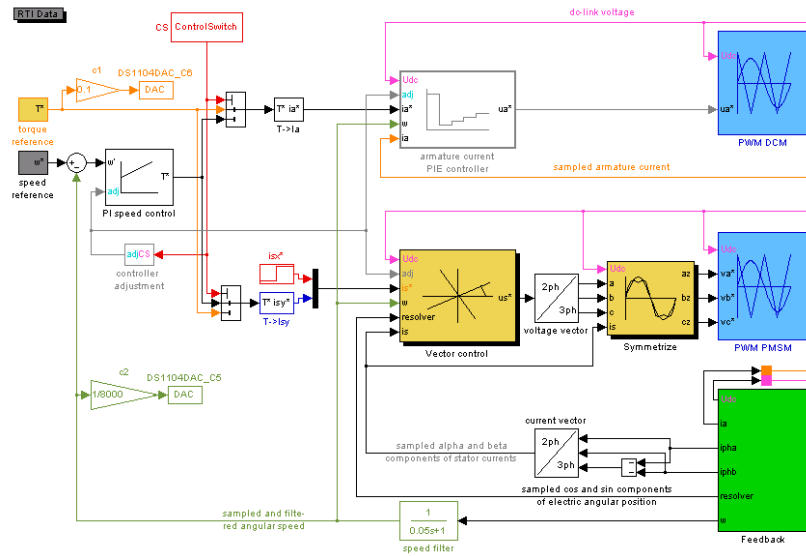 RTI Data
CS
ControlSwitch
dc-link voltage
c1
DS1104DAC_C6
0.1
DAC
T*
torque
reference
T* ia*
T->Ia
Udc
adj
ia*
w
ia
ua*
armature current
PIE controller
Udc
ua*
PWM DCM
sampled armature current
w*
speed
reference
w*
adj
T*
PI speed control
adjCS
controller
adjustment
isx*
T* isy*
T->Isy
Udc
adj
is*
w
resolver
is
us*
Vector control
2ph
3ph
voltage vector
Udc
a
b
c
is
az
bz
cz
Symmetrize
Udc
va*
vb*
vc*
PWM PMSM
c2
DS1104DAC_C5
1/8000
DAC
current vector
2ph
3ph
sampled alpha and beta
components of stator currents
sampled cos and sin components
of electric angular position
Udc
ia
ipha
iphb
resolver
w
Feedback
sampled and filte-
red angular speed
1
0.05s+1
speed filter